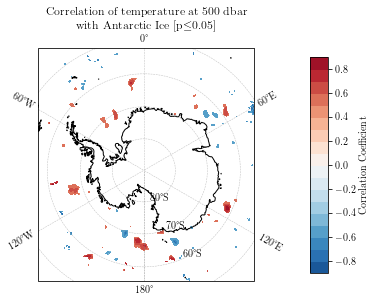 Correlation of temperature at 500 dbar
with Antarctic Ice [p≤0.05]
0°
60°W
60°E
80°S
70°S
60°S
120°W
120°E
180°
0.8
0.6
0.4
0.2
0.0
−0.2
−0.4
−0.6
−0.8
Correlation Coefficient